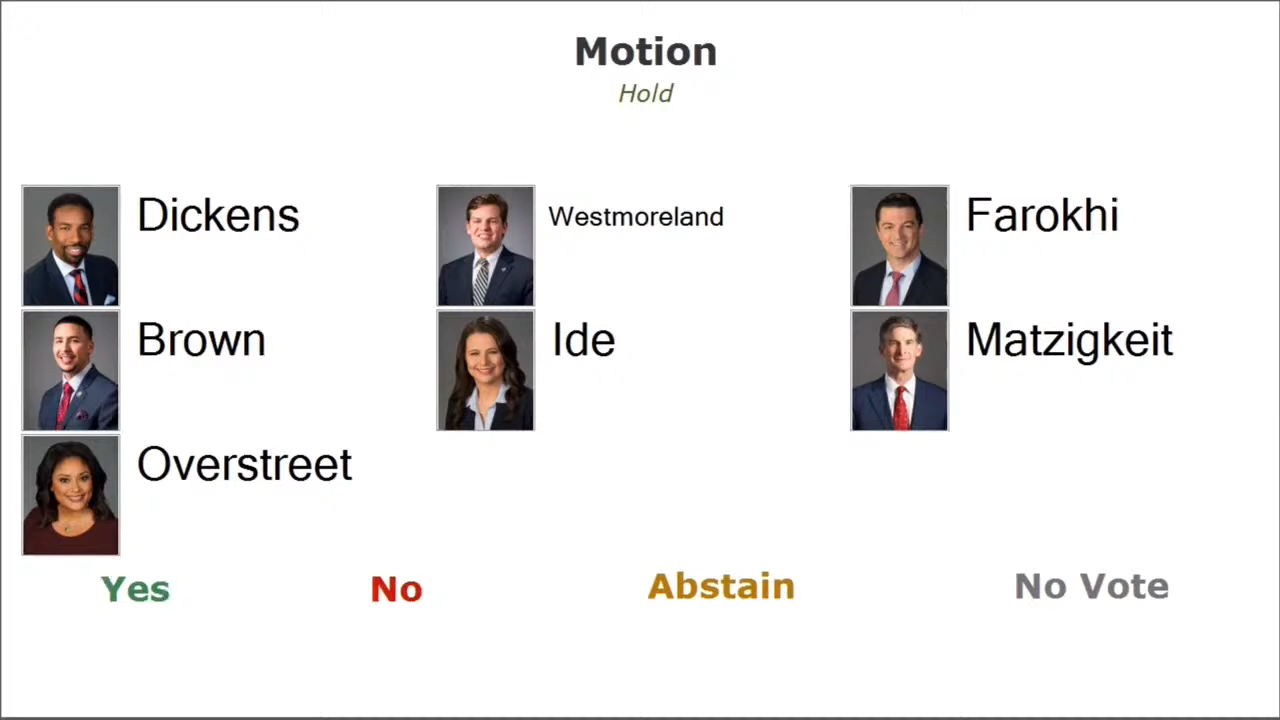 Motion
Hold
Dickens
Westmoreland
Farokhi
Brown
Ide
Matzigkeit
Overstreet
Yes
No
Abstain
No Vote